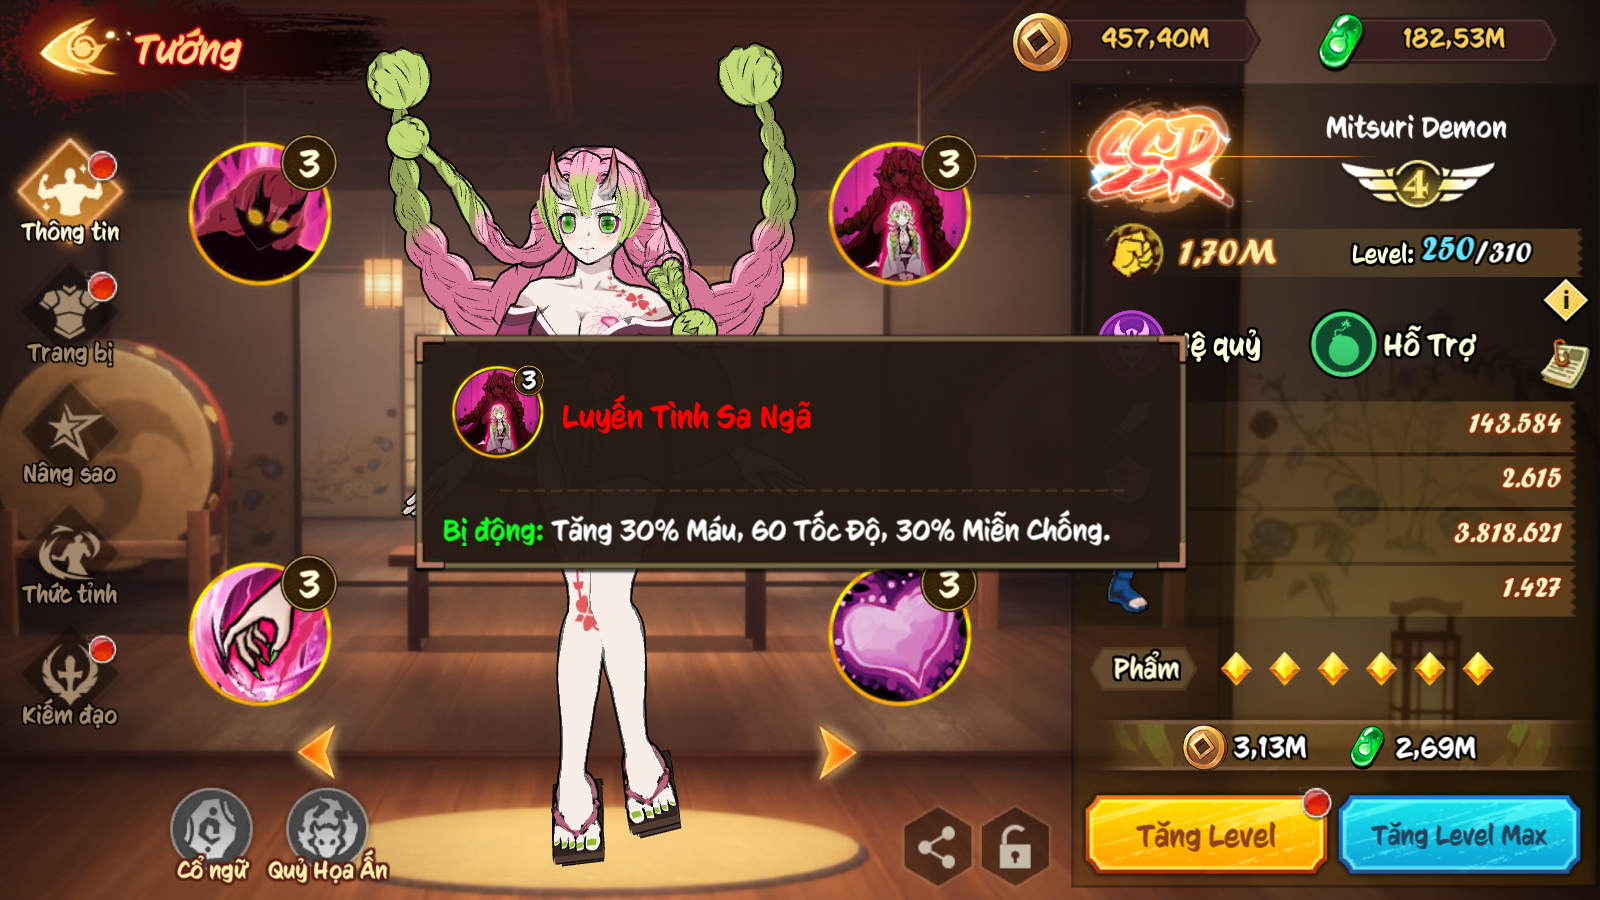 Tướng
457,40M
182,53M
SSR
Mitsuri Demon
4
1,70M
Level: 250/310
Thông tin
Trang bị
Nâng sao
Thức tỉnh
Kiếm đạo
3
3
ệ quỷ
Hỗ Trợ
i
3
Luyến Tình Sa Ngã
Bị động: Tăng 30% Máu, 60 Tốc Độ, 30% Miễn Chống.
143.584
2.615
3.818.621
1.427
3
3
Phẩm
3,13M
2,69M
Cổ ngữ
Quỷ Họa Ấn
Tăng Level
Tăng Level Max